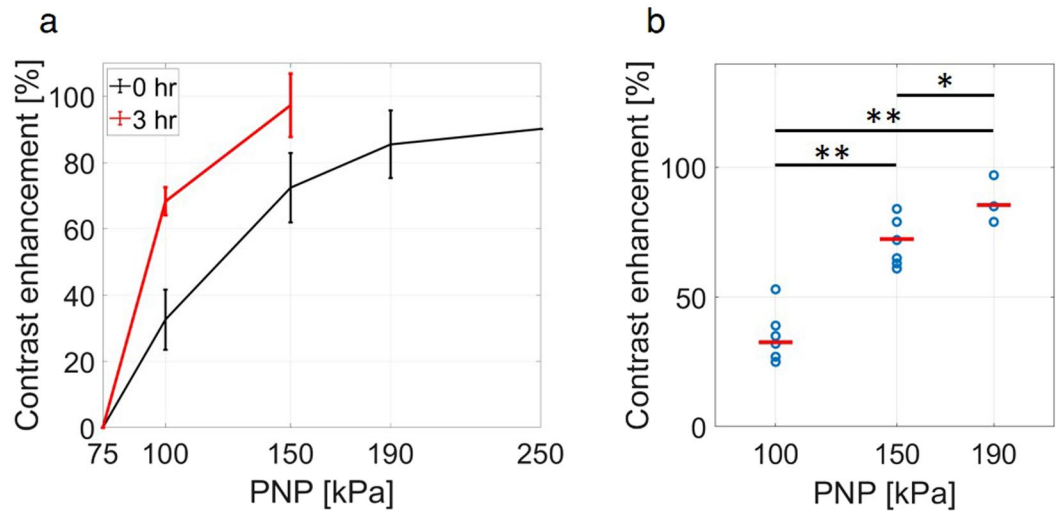 a
Contrast enhancement [%]
100
80
60
40
20
0
0 hr
3 hr
75 100 150 190 250
PNP [kPa]
b
Contrast enhancement [%]
100
50
0
*
**
**
100 150 190
PNP [kPa]